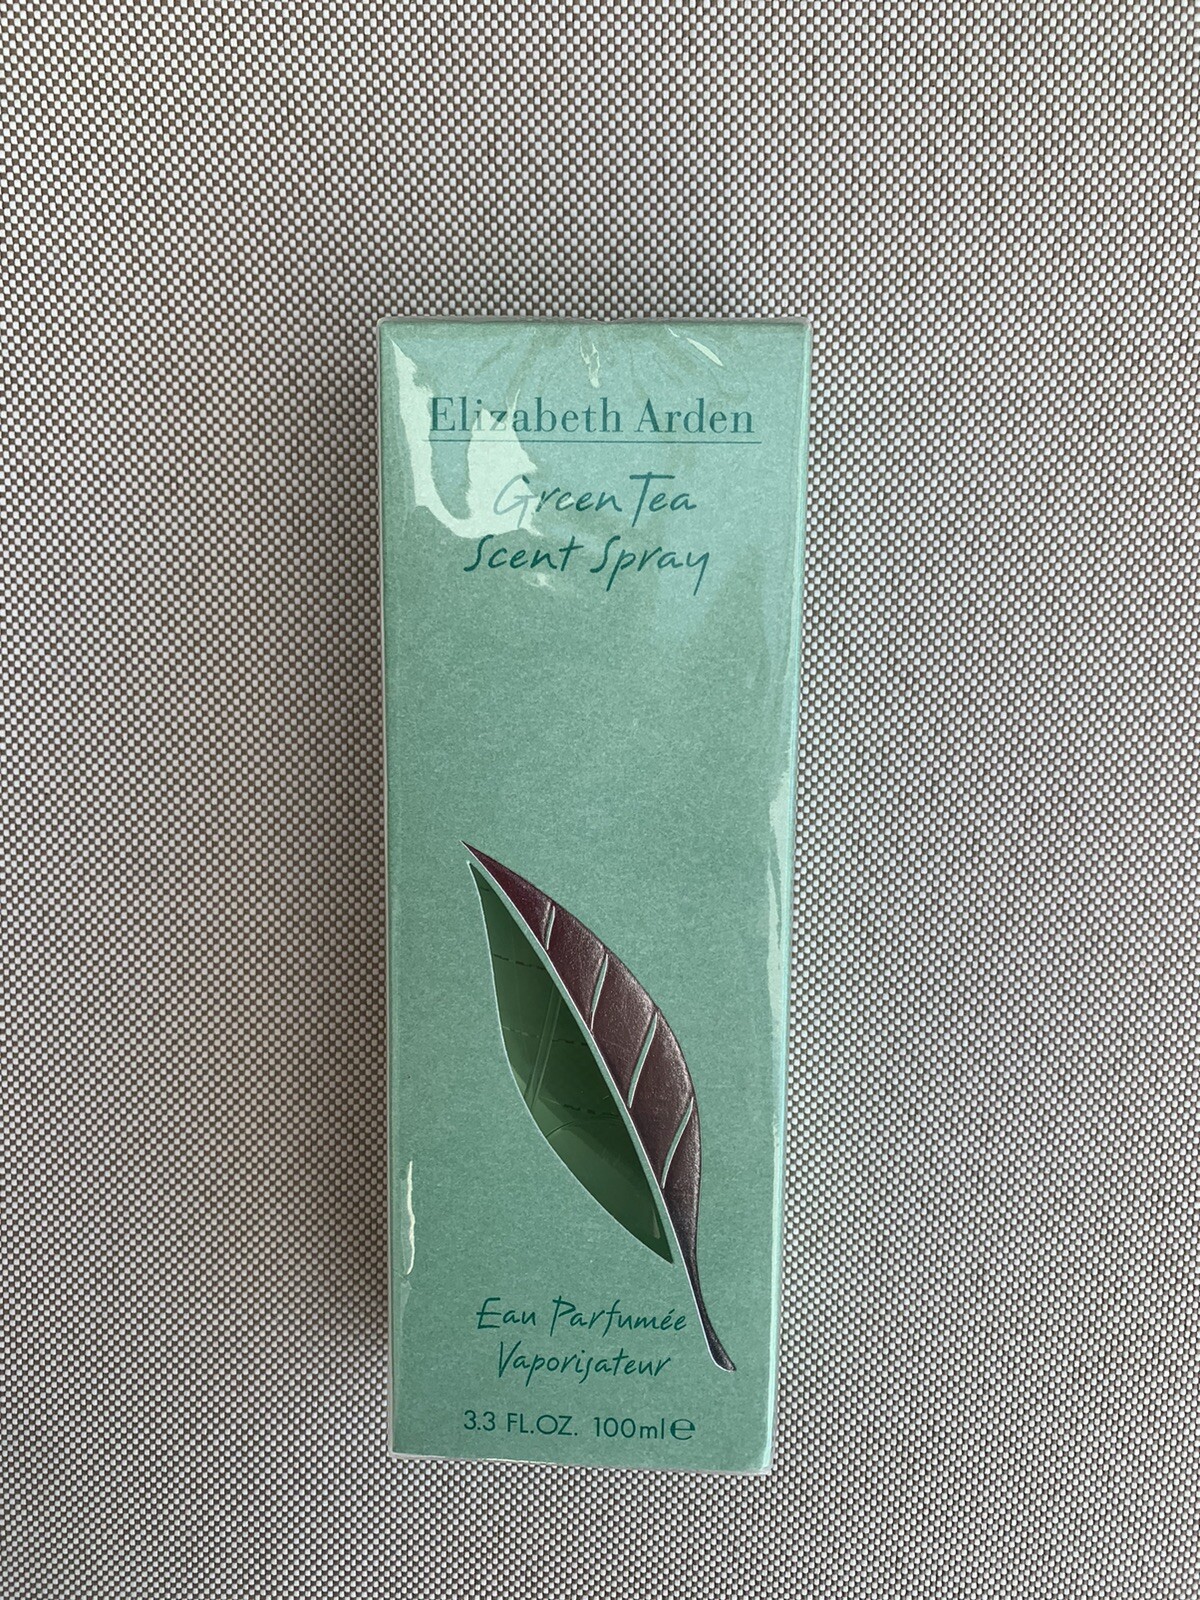 Elizabeth Arden
Green Tea
Scent Spray
Eau Parfumée
Vaporisateur
3.3 FL.OZ. 100ml℮